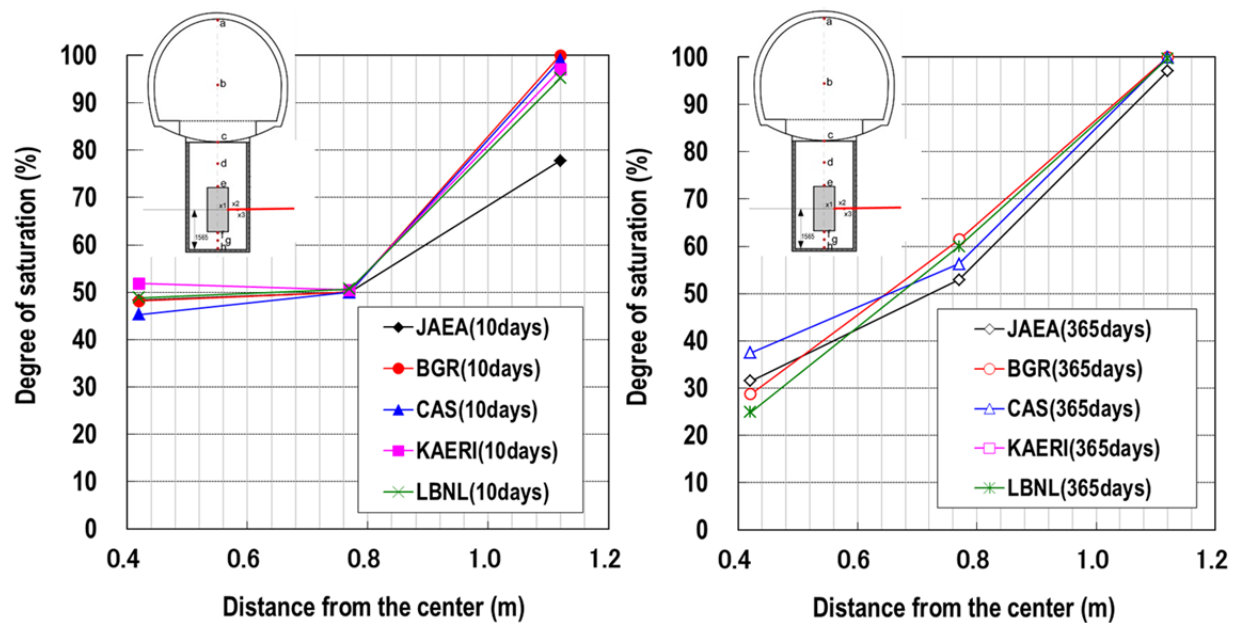 a
b
c
d
e
x1 x2
x3
1565
f
g
h
100
90
80
70
60
50
40
30
20
10
0
Degree of saturation (%)
JAEA(10days)
BGR(10days)
CAS(10days)
KAERI(10days)
LBNL(10days)
0.4 0.6 0.8 1.0 1.2
Distance from the center (m)
a
b
c
d
e
x1 x2
x3
1565
f
g
h
100
90
80
70
60
50
40
30
20
10
0
Degree of saturation (%)
JAEA(365days)
BGR(365days)
CAS(365days)
KAERI(365days)
LBNL(365days)
0.4 0.6 0.8 1.0 1.2
Distance from the center (m)